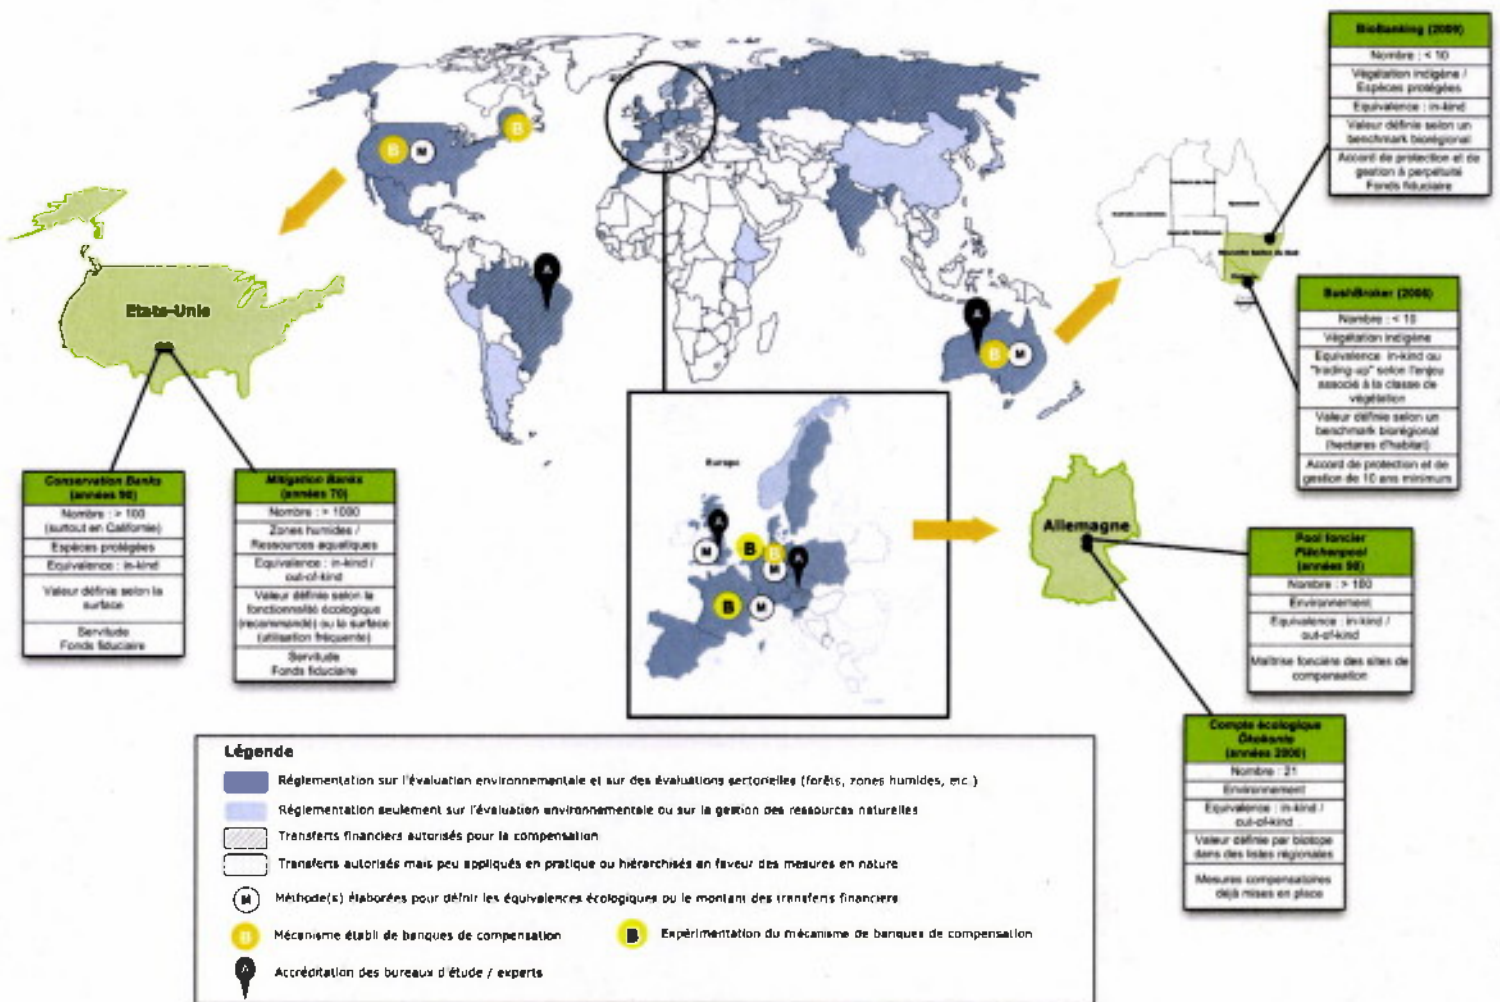 BioBanking (2008)
Nombre : < 10
Végétation indigène /
Espèces protégées
Equivalence : in-kind
Valeur définie selon un
benchmark biorégional
Accord de protection et de
gestion à perpétuité
Fonds fiduciaire
BushBroker (2006)
Nombre : < 10
Végétation indigène
Equivalence in-kind ou
"trading up" selon l'enjeu
associé à la classe de
végétation
Valeur définie selon un
benchmark biorégional
(hectares d'habitat)
Accord de protection et de
gestion de 10 ans minimum
B
B
M
A
A
B
M
Etats-Unis
Conservation Banks
(années 90)
Nombre : > 100
(surtout en Californie)
Espèces protégées
Equivalence : in-kind
Valeur définie selon la
surface
Servitude
Fonds fiduciaire
Mitigation Banks
(années 70)
Nombre : > 1000
Zones humides /
Ressources aquatiques
Equivalence : in-kind /
out-of-kind
Valeur définie selon la
fonctionnalité écologique
(recommandé) ou la surface
(utilisation fréquente)
Servitude
Fonds fiduciaire
Europe
A
M
B
B
A
M
B
M
Allemagne
Pool foncier
Flächenpool
(années 90)
Nombre : > 100
Environnement
Equivalence : in-kind /
out-of-kind
Maîtrise foncière des sites de
compensation
Compte écologique
Ökokonto
(années 2000)
Nombre : 21
Environnement
Equivalence : in-kind /
out-of-kind
Valeur définie par biotope
dans des listes régionales
Mesures compensatoires
déjà mises en place
Légende
Réglementation sur l'évaluation environnementale et sur des évaluations sectorielles (forêts, zones humides, etc.)
Réglementation seulement sur l'évaluation environnementale ou sur la gestion des ressources naturelles
Transferts financiers autorisés pour la compensation
Transferts autorisés mais peu appliqués en pratique ou hiérarchisés en faveur des mesures en nature
M Méthode(s) élaborées pour définir les équivalences écologiques ou le montant des transferts financiers
B Mécanisme établi de banques de compensation
B Expérimentation du mécanisme de banques de compensation
A Accréditation des bureaux d'étude / experts